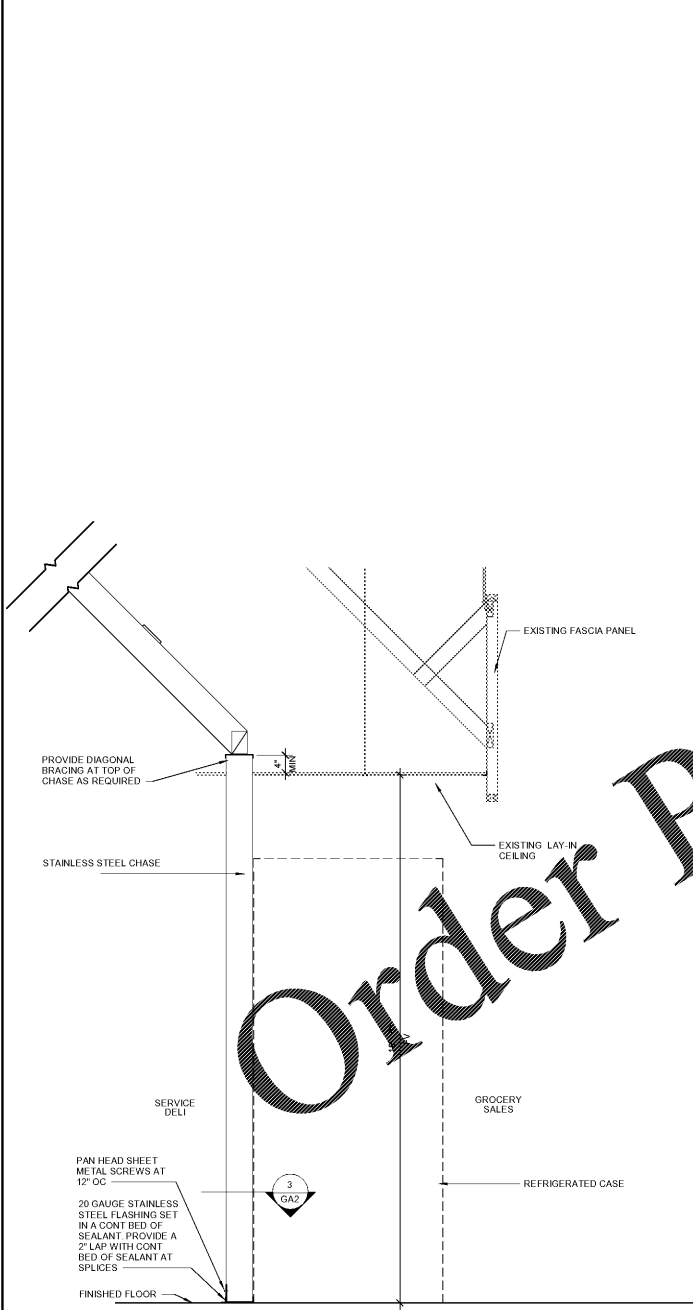 EXISTING FASCIA PANEL
PROVIDE DIAGONAL
BRACING AT TOP OF
CHASE AS REQUIRED
4"
MIN
EXISTING LAY-IN
CEILING
STAINLESS STEEL CHASE
Order P
SERVICE
DELI
GROCERY
SALES
PAN HEAD SHEET
METAL SCREWS AT
12" OC
3
GA2
REFRIGERATED CASE
20 GAUGE STAINLESS
STEEL FLASHING SET
IN A CONT BED OF
SEALANT. PROVIDE A
2" LAP WITH CONT
BED OF SEALANT AT
SPLICES
FINISHED FLOOR